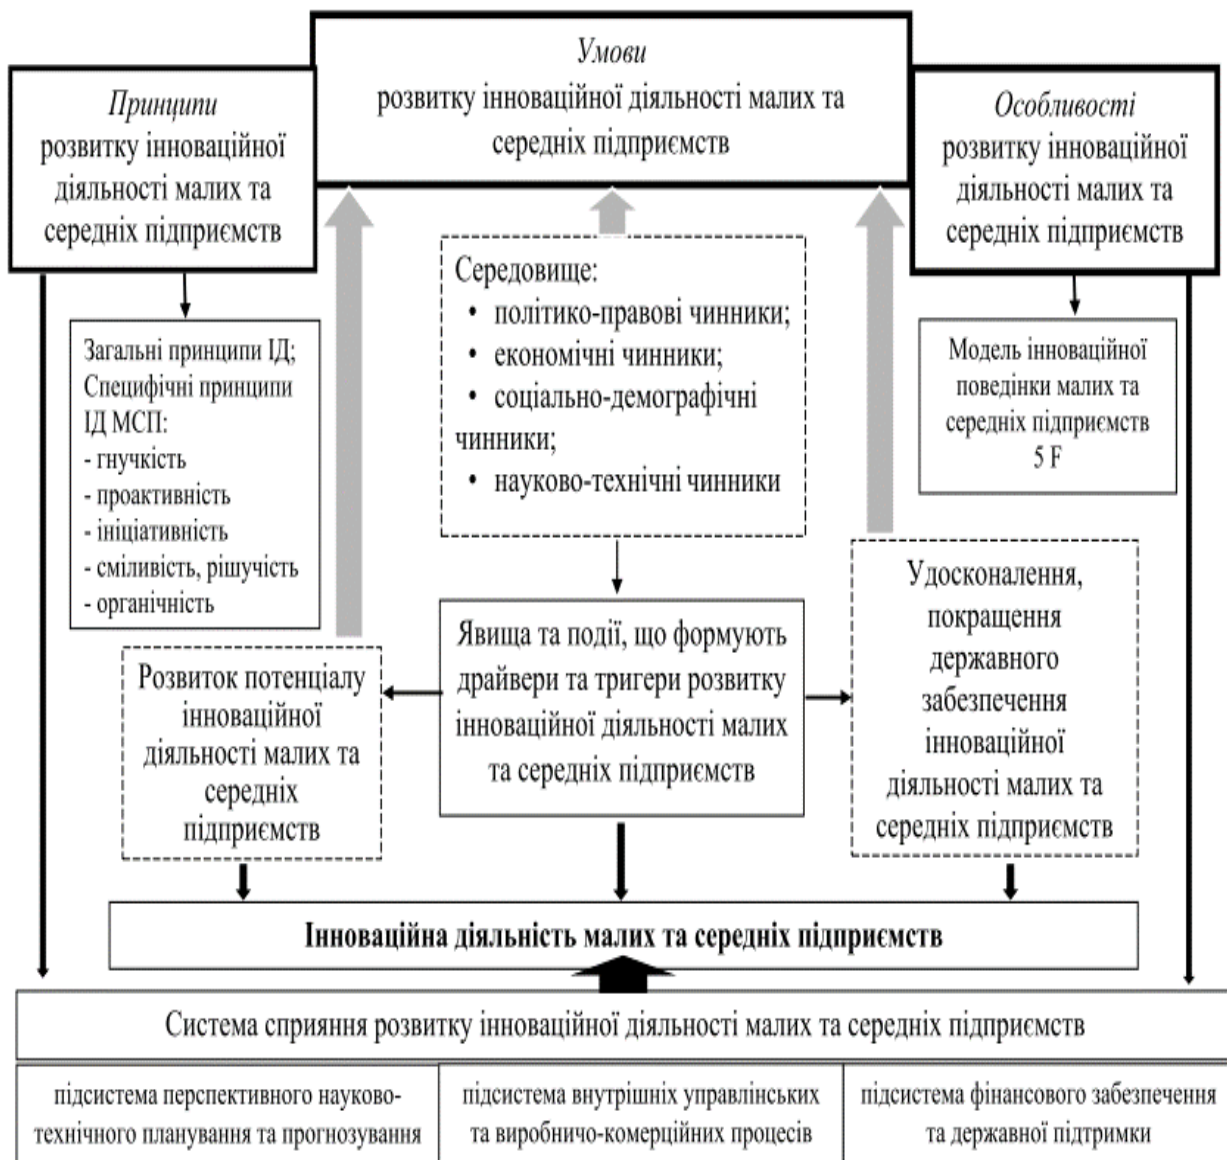 Умови
розвитку інноваційної діяльності малих та
середніх підприємств
Принципи
розвитку інноваційної
діяльності малих та
середніх підприємств
Особливості
розвитку інноваційної
діяльності малих та
середніх підприємств
Загальні принципи ІД;
Специфічні принципи
ІД МСП:
- гнучкість
- проактивність
- ініціативність
- сміливість, рішучість
- органічність
Середовище:
• політико-правові чинники;
• економічні чинники;
• соціально-демографічні
чинники;
• науково-технічні чинники
Модель інноваційної
поведінки малих та
середніх підприємств
5 F
Розвиток потенціалу
інноваційної
діяльності малих та
середніх
підприємств
Явища та події, що формують
драйвери та тригери розвитку
інноваційної діяльності малих
та середніх підприємств
Удосконалення,
покращення
державного
забезпечення
інноваційної
діяльності малих та
середніх підприємств
Інноваційна діяльність малих та середніх підприємств
Система сприяння розвитку інноваційної діяльності малих та середніх підприємств
підсистема перспективного науково-
технічного планування та прогнозування
підсистема внутрішніх управлінських
та виробничо-комерційних процесів
підсистема фінансового забезпечення
та державної підтримки